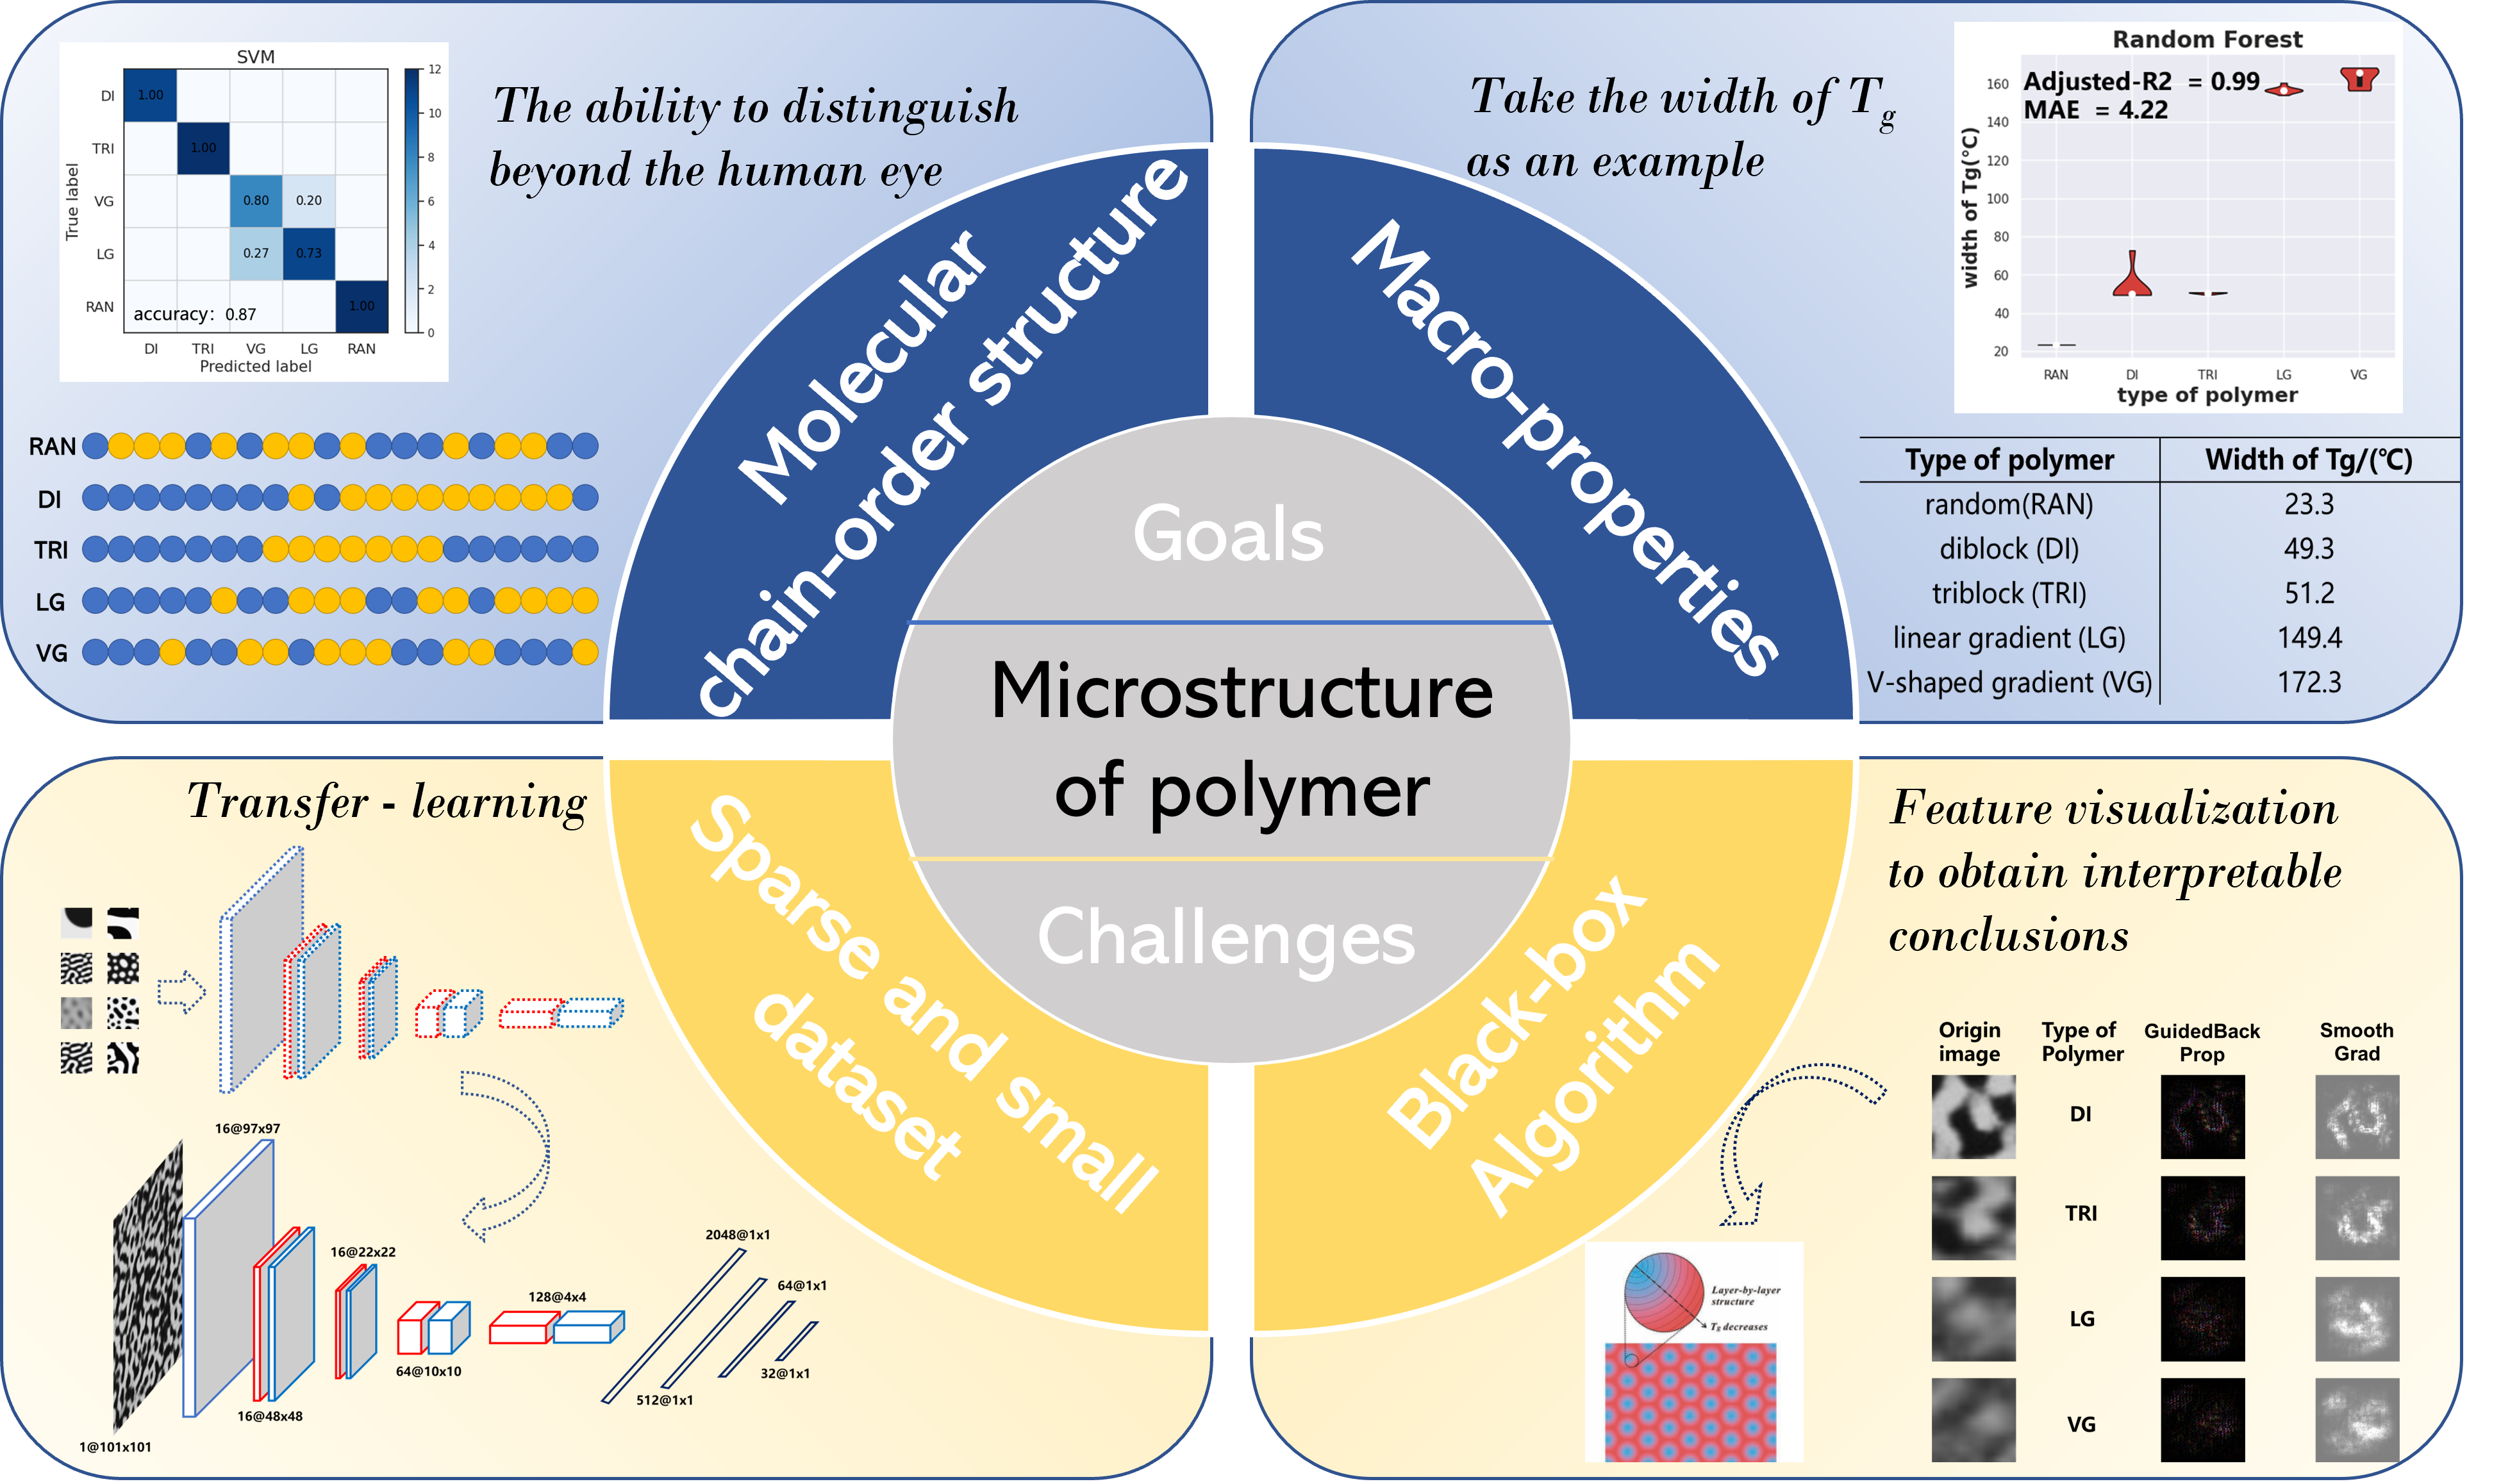 SVM
DI
TRI
VG
LG
RAN
True label
1.00
1.00
0.80 0.20
0.27 0.73
1.00
accuracy: 0.87
DI TRI VG LG RAN
Predicted label
12
10
8
6
4
2
0
The ability to distinguish
beyond the human eye
RAN
DI
TRI
LG
VG
Molecular
chain-order structure
Take the width of Tg
as an example
Random Forest
Adjusted-R2 = 0.99
MAE = 4.22
width of Tg(°C)
160
140
120
100
80
60
40
20
RAN DI TRI LG VG
type of polymer
Macro-properties
Type of polymer Width of Tg/(℃)
random(RAN) 23.3
diblock (DI) 49.3
triblock (TRI) 51.2
linear gradient (LG) 149.4
V-shaped gradient (VG) 172.3
Goals
Microstructure
of polymer
Challenges
Transfer - learning
Sparse and small
dataset
16@97x97
16@22x22
2048@1x1
64@1x1
128@4x4
64@10x10
32@1x1
512@1x1
16@48x48
1@101x101
Black-box
Algorithm
Feature visualization
to obtain interpretable
conclusions
Origin
image
Type of
Polymer
GuidedBack
Prop
Smooth
Grad
DI
TRI
LG
VG
Layer-by-layer
structure
Tg decreases